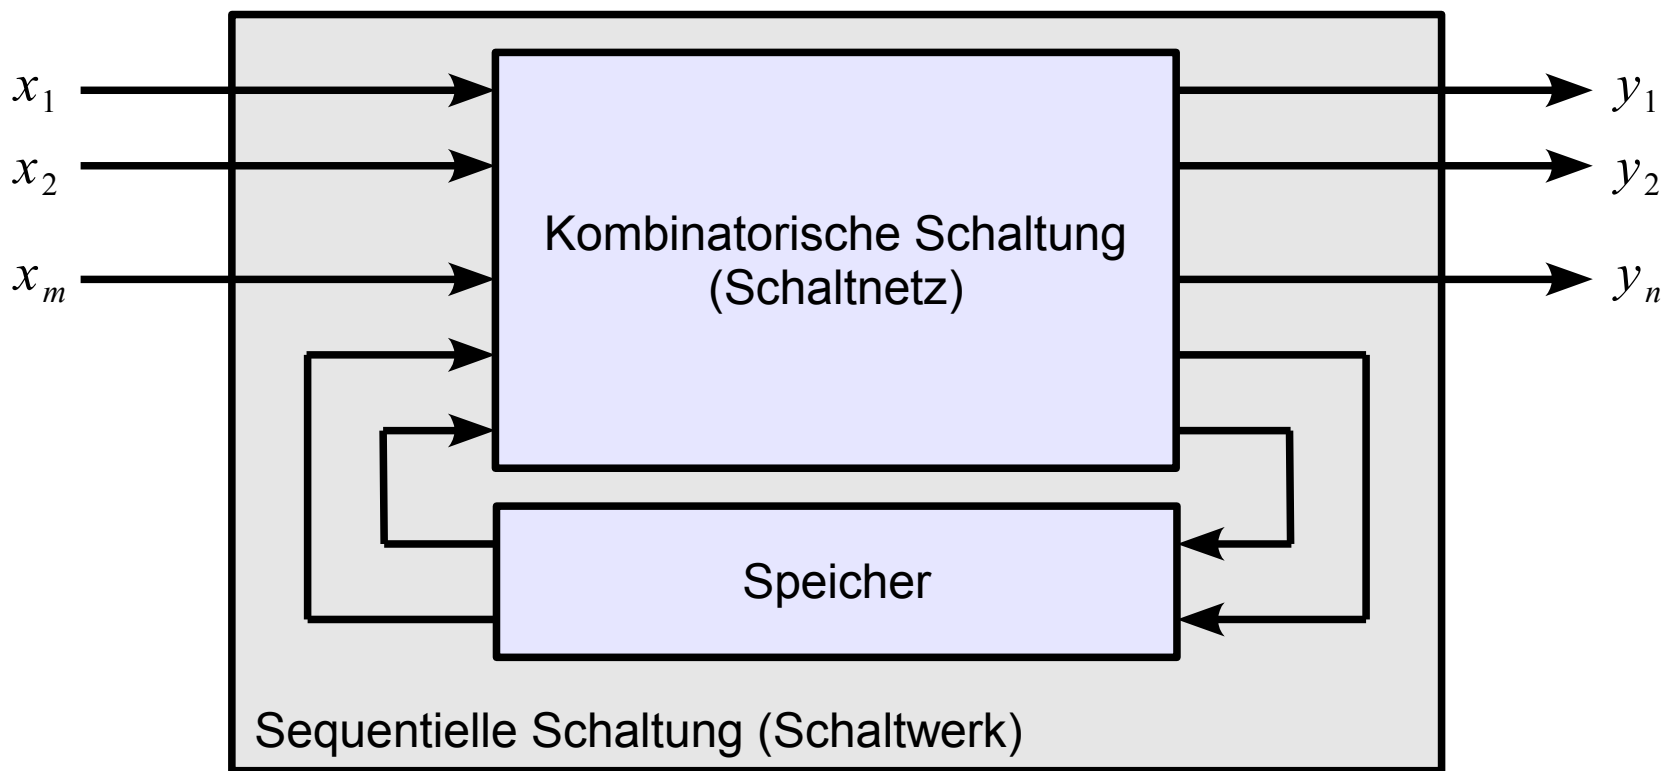 x1
y1
x2
y2
Kombinatorische Schaltung
(Schaltnetz)
xm
yn
Speicher
Sequentielle Schaltung (Schaltwerk)